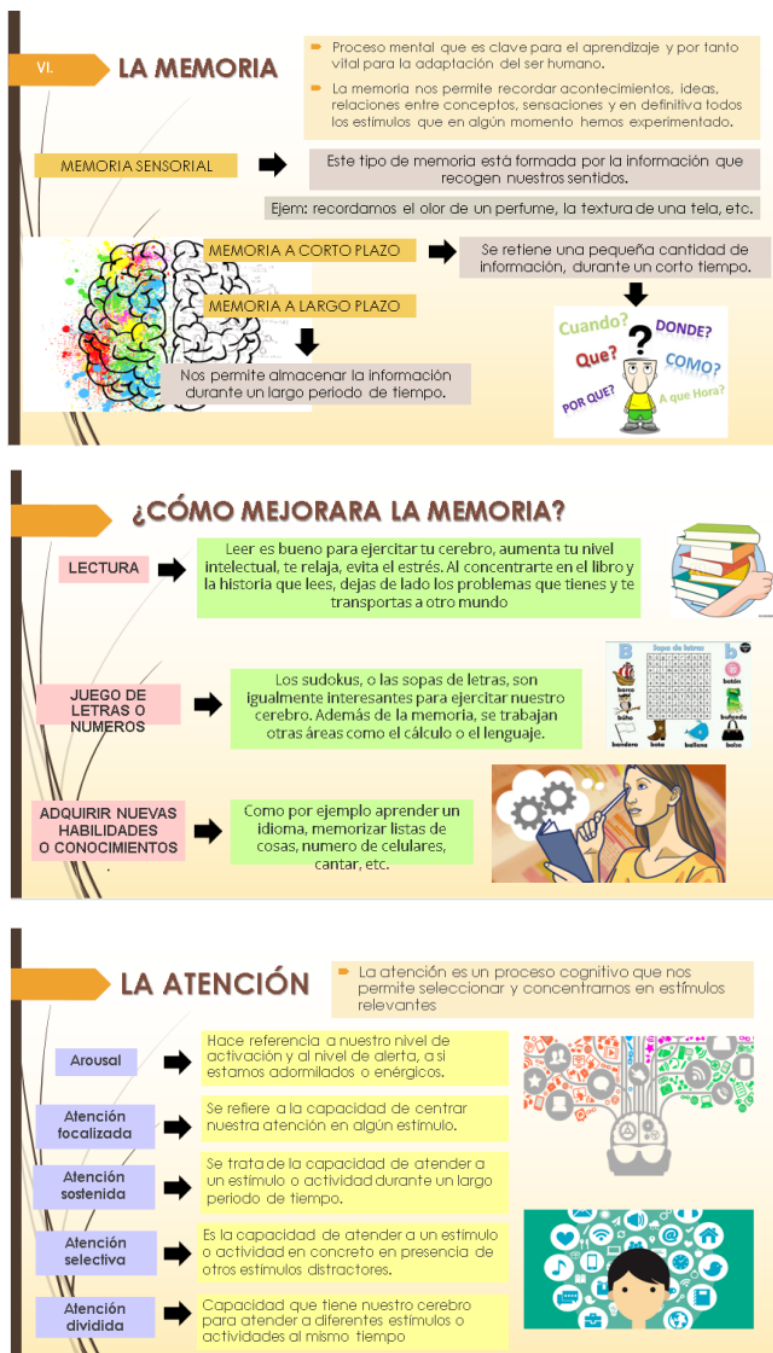 VI.
LA MEMORIA
Proceso mental que es clave para el aprendizaje y por tanto
vital para la adaptación del ser humano.
La memoria nos permite recordar acontecimientos, ideas,
relaciones entre conceptos, sensaciones y en definitiva todos
los estímulos que en algún momento hemos experimentado.
MEMORIA SENSORIAL
Este tipo de memoria está formada por la información que
recogen nuestros sentidos.
Ejem: recordamos el olor de un perfume, la textura de una tela, etc.
MEMORIA A CORTO PLAZO
Se retiene una pequeña cantidad de
información, durante un corto tiempo.
MEMORIA A LARGO PLAZO
Nos permite almacenar la información
durante un largo periodo de tiempo.
Cuando?
DONDE?
?
Que?
COMO?
POR QUE?
A que Hora?
¿CÓMO MEJORARA LA MEMORIA?
LECTURA
Leer es bueno para ejercitar tu cerebro, aumenta tu nivel
intelectual, te relaja, evita el estrés. Al concentrarte en el libro y
la historia que lees, dejas de lado los problemas que tienes y te
transportas a otro mundo
JUEGO DE
LETRAS O
NUMEROS
Los sudokus, o las sopas de letras, son
igualmente interesantes para ejercitar nuestro
cerebro. Además de la memoria, se trabajan
otras áreas como el cálculo o el lenguaje.
B
Sopa de letras
b
barco
botón
búho
bufanda
bandera
bota
ballena
bolso
ADQUIRIR NUEVAS
HABILIDADES
O CONOCIMIENTOS
.
Como por ejemplo aprender un
idioma, memorizar listas de
cosas, numero de celulares,
cantar, etc.
LA ATENCIÓN
La atención es un proceso cognitivo que nos
permite seleccionar y concentrarnos en estímulos
relevantes
Arousal
Hace referencia a nuestro nivel de
activación y al nivel de alerta, a si
estamos adormilados o enérgicos.
Atención
focalizada
Se refiere a la capacidad de centrar
nuestra atención en algún estímulo.
Atención
sostenida
Se trata de la capacidad de atender a
un estímulo o actividad durante un largo
periodo de tiempo.
Atención
selectiva
Es la capacidad de atender a un estímulo
o actividad en concreto en presencia de
otros estímulos distractores.
Atención
dividida
Capacidad que tiene nuestro cerebro
para atender a diferentes estímulos o
actividades al mismo tiempo